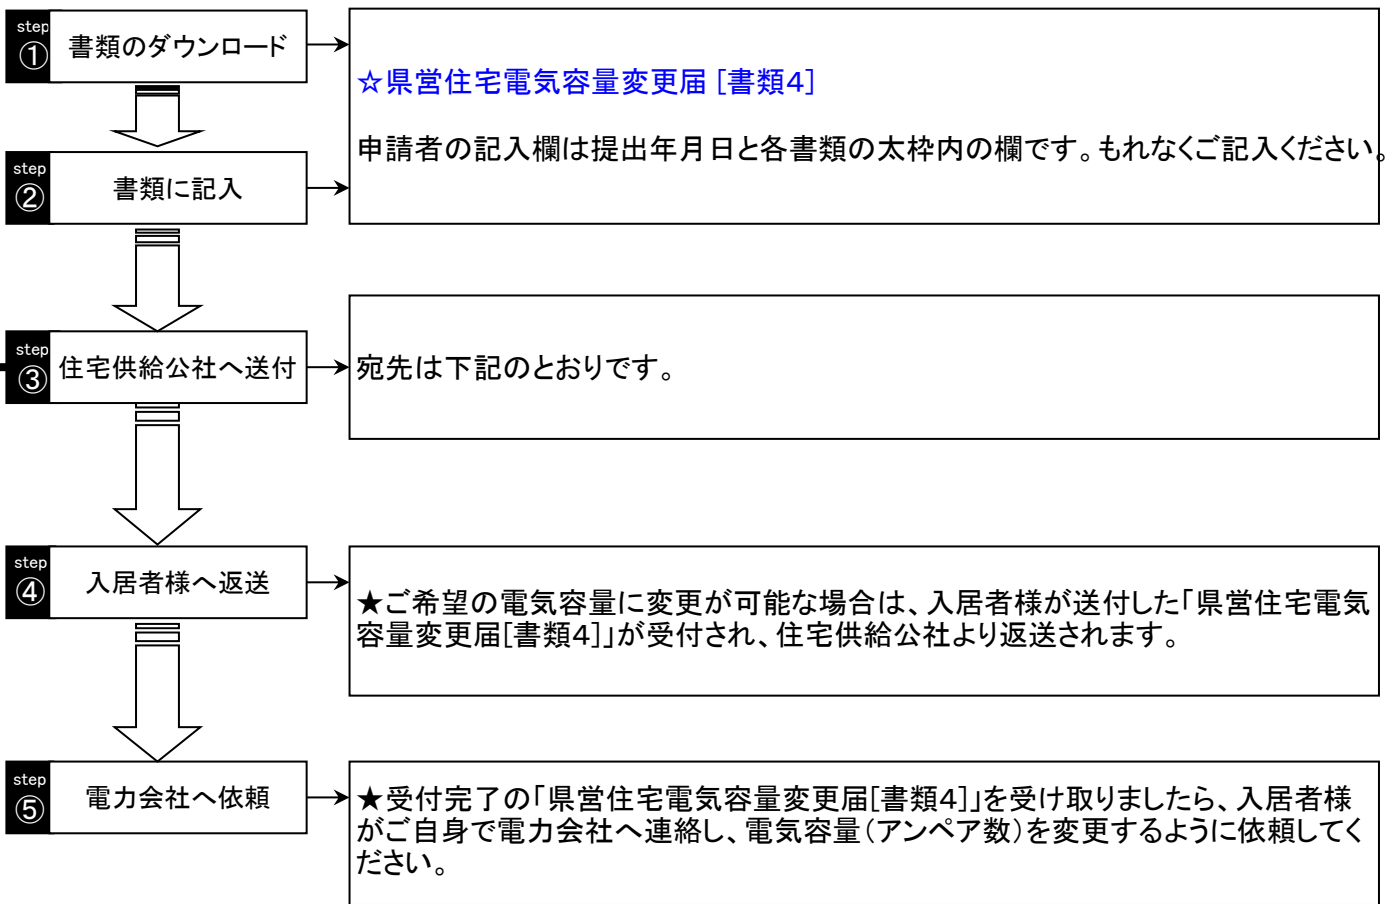 step
①
書類のダウンロード
☆県営住宅電気容量変更届［書類４］
申請者の記入欄は提出年月日と各書類の太枠内の欄です。もれなくご記入ください。
step
②
書類に記入
step
③
住宅供給公社へ送付
宛先は下記のとおりです。
step
④
入居者様へ返送
★ご希望の電気容量に変更が可能な場合は、入居者様が送付した「県営住宅電気
容量変更届[書類４]」が受付され、住宅供給公社より返送されます。
step
⑤
電力会社へ依頼
★受付完了の「県営住宅電気容量変更届[書類４]」を受け取りましたら、入居者様
がご自身で電力会社へ連絡し、電気容量（アンペア数）を変更するように依頼してく
ださい。